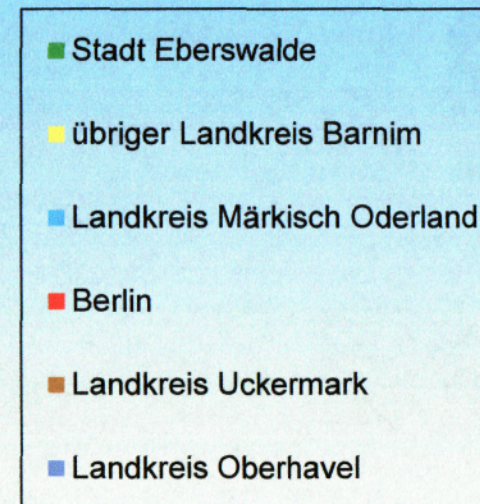 Stadt Eberswalde
übriger Landkreis Barnim
Landkreis Märkisch Oderland
Berlin
Landkreis Uckermark
Landkreis Oberhavel